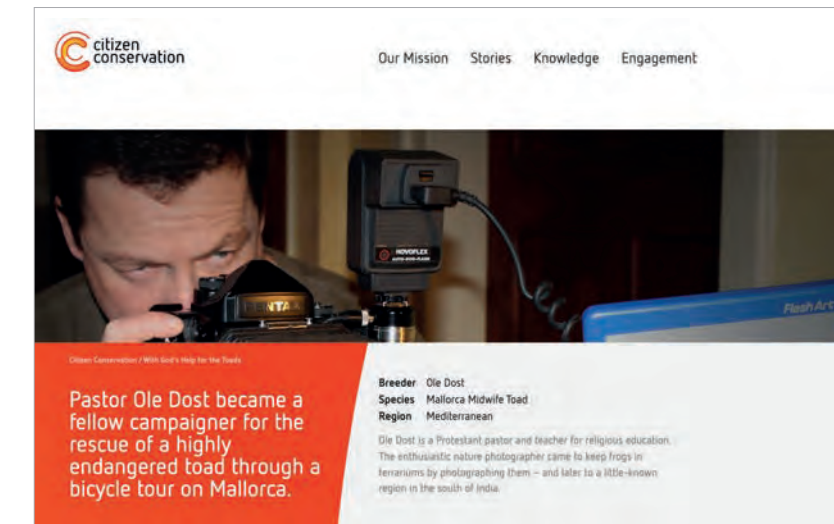 citizen
conservation
Our Mission Stories Knowledge Engagement
NOVOFLEX
AUTO-DUO-FLASH
PENTAX
Flash Art
Citizen Conservation / With God's Help for the Toads
Pastor Ole Dost became a
fellow campaigner for the
rescue of a highly
endangered toad through a
bicycle tour on Mallorca.
Breeder Ole Dost
Species Mallorca Midwife Toad
Region Mediterranean
Ole Dost is a Protestant pastor and teacher for religious education.
The enthusiastic nature photographer came to keep frogs in
terrariums by photographing them – and later to a little-known
region in the south of India.